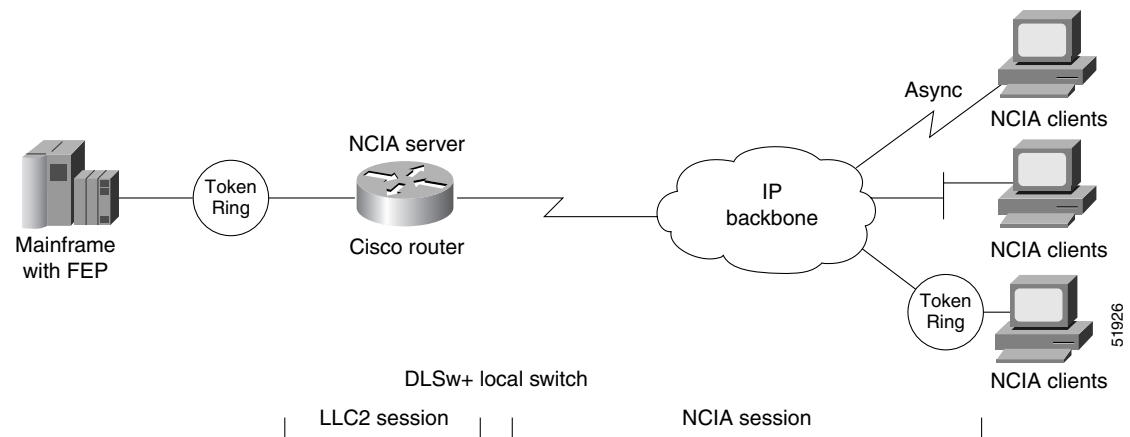 Async
NCIA clients
NCIA server
Token
Ring
IP
backbone
Mainframe
with FEP
Cisco router
NCIA clients
Token
Ring
NCIA clients
51926
DLSw+ local switch
LLC2 session
NCIA session